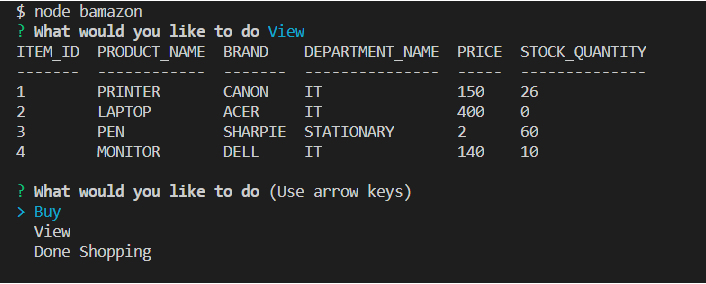 $ node bamazon
? What would you like to do View
ITEM_ID  PRODUCT_NAME  BRAND    DEPARTMENT_NAME  PRICE  STOCK_QUANTITY
-------  ------------  -------  ---------------  -----  --------------
1        PRINTER       CANON    IT               150    26
2        LAPTOP        ACER     IT               400    0
3        PEN           SHARPIE  STATIONARY       2      60
4        MONITOR       DELL     IT               140    10
? What would you like to do (Use arrow keys)
> Buy
  View
  Done Shopping